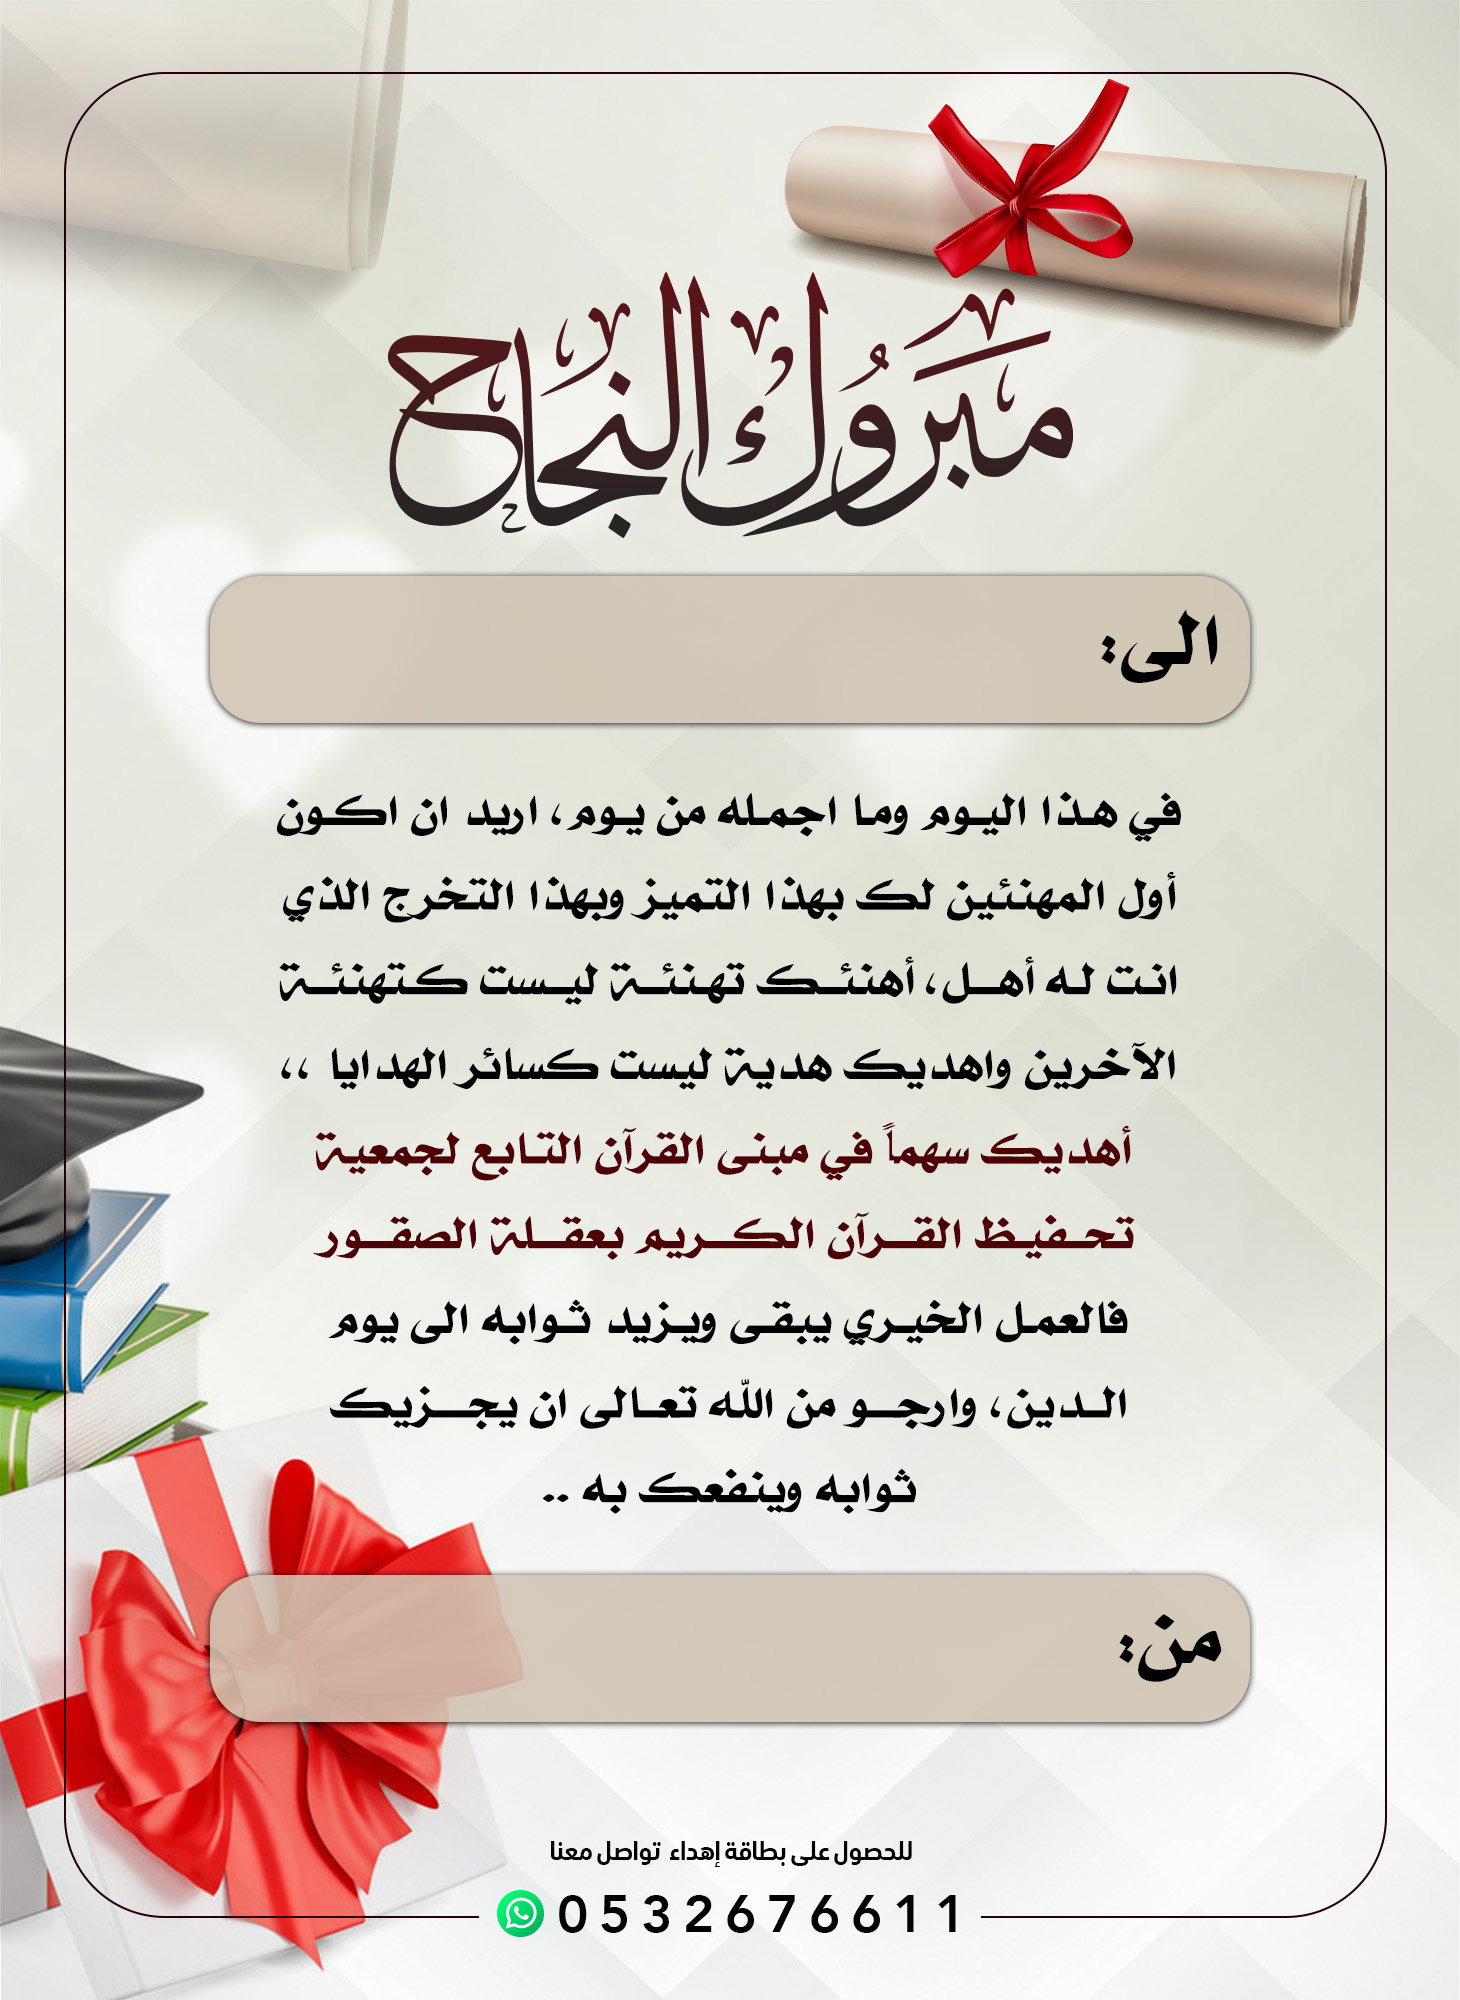 مبروك النجاح
الى:
في هذا اليوم وما اجمله من يوم، اريد ان اكون
أول المهنئين لك بهذا التميز وبهذا التخرج الذي
انت له أهل، أهنئك تهنئة ليست كتهنئة
الآخرين واهديك هدية ليست كسائر الهدايا ،،
أهديك سهماً في مبنى القرآن التابع لجمعية
تحفيظ القرآن الكريم بعقلة الصقور
فالعمل الخيري يبقى ويزيد ثوابه الى يوم
الدين، وارجو من الله تعالى ان يجزيك
ثوابه وينفعك به ..
من:
للحصول على بطاقة إهداء تواصل معنا
0532676611